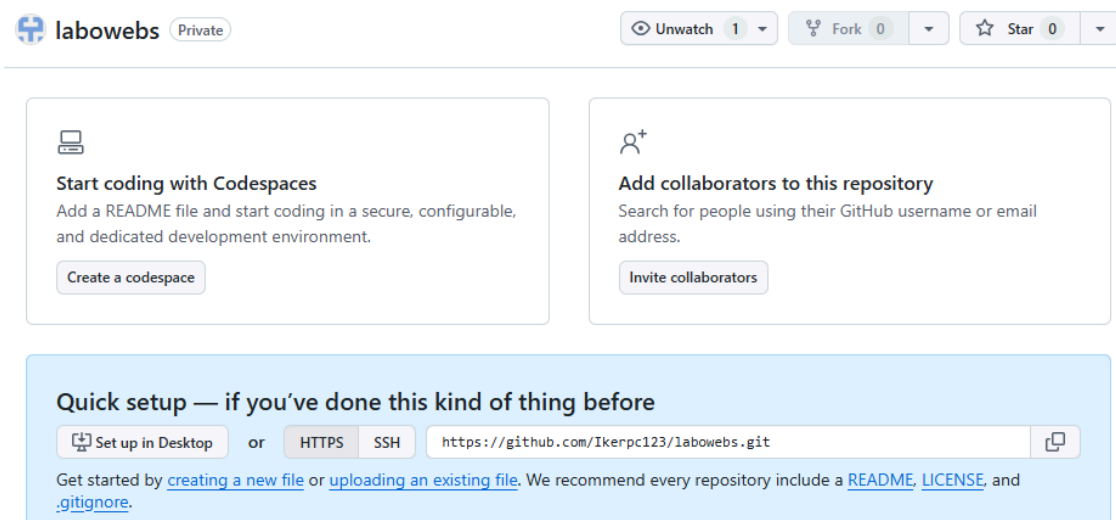 labowebs Private
Unwatch 1
Fork 0
Star 0
Start coding with Codespaces
Add a README file and start coding in a secure, configurable,
and dedicated development environment.
Create a codespace
Add collaborators to this repository
Search for people using their GitHub username or email
address.
Invite collaborators
Quick setup — if you’ve done this kind of thing before
Set up in Desktop or HTTPS SSH https://github.com/Ikerpc123/labowebs.git
Get started by creating a new file or uploading an existing file. We recommend every repository include a README, LICENSE, and
.gitignore.